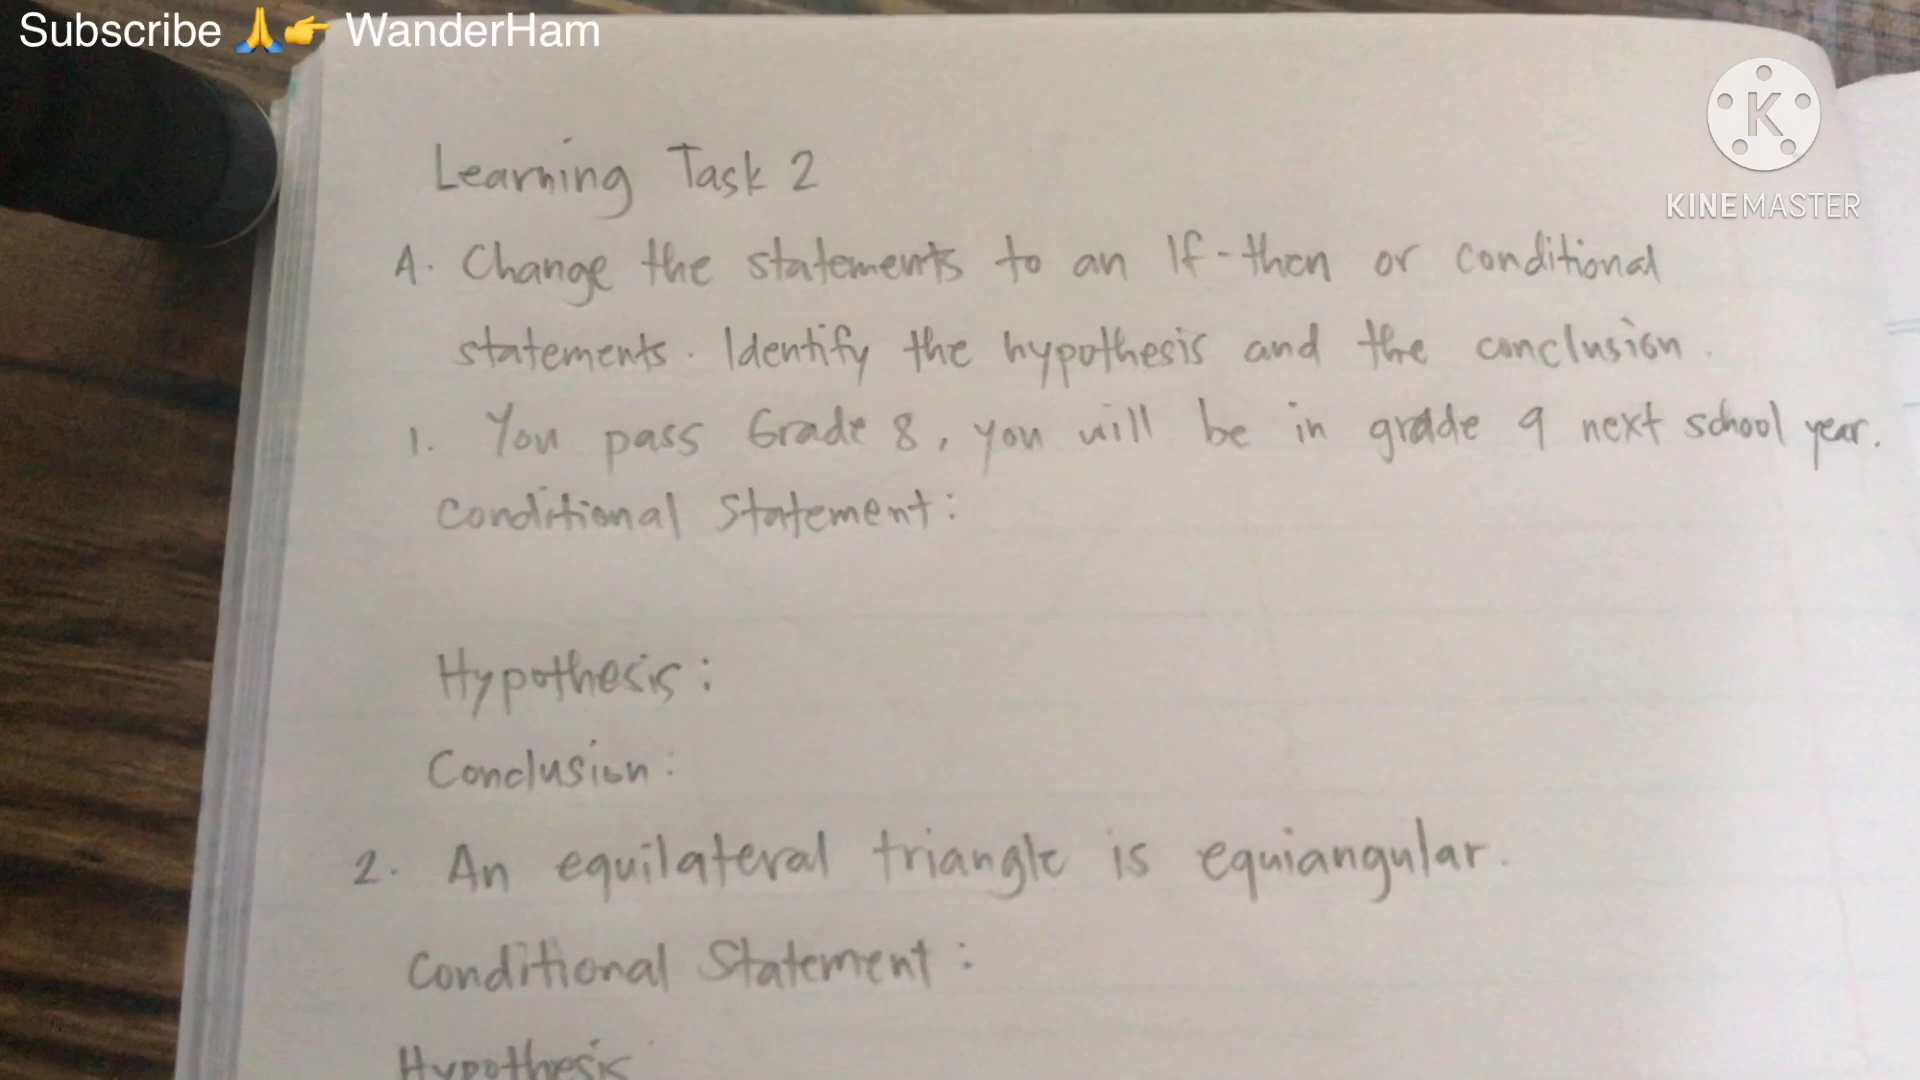 Subscribe 🙏👉 WanderHam
KINEMASTER
Learning Task 2
A. Change the statements to an If-then or conditional
statements. Identify the hypothesis and the conclusion.
1. You pass Grade 8, you will be in grade 9 next school year.
Conditional Statement:
Hypothesis:
Conclusion:
2. An equilateral triangle is equiangular.
Conditional Statement:
Hypothesis